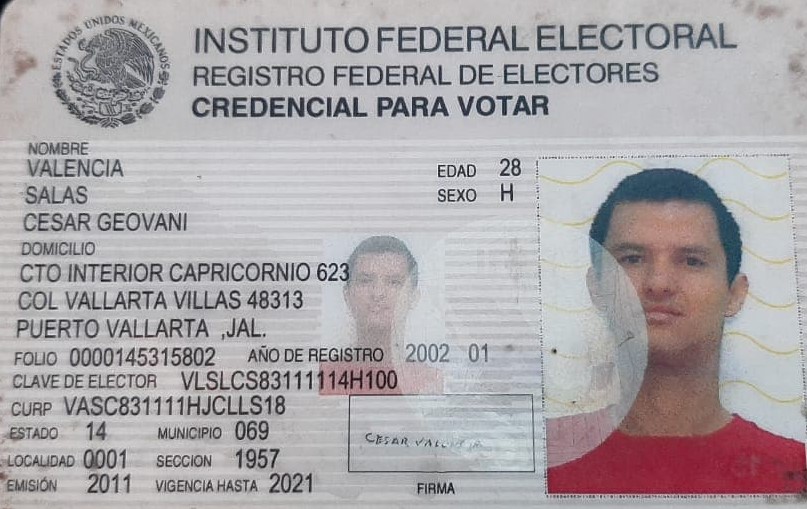 ESTADOS UNIDOS MEXICANOS
INSTITUTO FEDERAL ELECTORAL
REGISTRO FEDERAL DE ELECTORES
CREDENCIAL PARA VOTAR
NOMBRE
VALENCIA
SALAS
CESAR GEOVANI
EDAD 28
SEXO H
DOMICILIO
CTO INTERIOR CAPRICORNIO 623
COL VALLARTA VILLAS 48313
PUERTO VALLARTA ,JAL.
FOLIO 0000145315802 AÑO DE REGISTRO 2002 01
CLAVE DE ELECTOR VLSLCS83111114H100
CURP VASC831111HJCLLS18
ESTADO 14 MUNICIPIO 069
LOCALIDAD 0001 SECCION 1957
EMISIÓN 2011 VIGENCIA HASTA 2021
CESAR
FIRMA